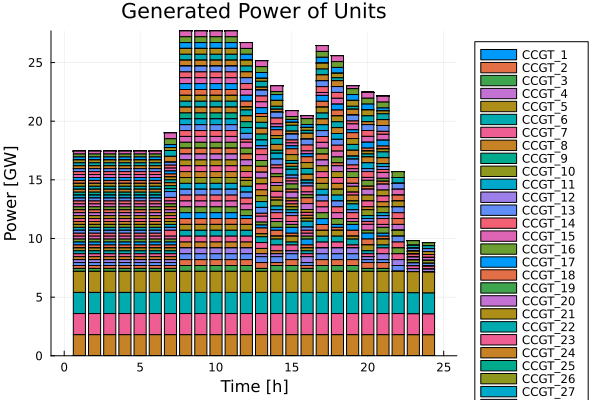 Generated Power of Units
Power [GW]
25
20
15
10
5
0
0 5 10 15 20 25
Time [h]
CCGT_1
CCGT_2
CCGT_3
CCGT_4
CCGT_5
CCGT_6
CCGT_7
CCGT_8
CCGT_9
CCGT_10
CCGT_11
CCGT_12
CCGT_13
CCGT_14
CCGT_15
CCGT_16
CCGT_17
CCGT_18
CCGT_19
CCGT_20
CCGT_21
CCGT_22
CCGT_23
CCGT_24
CCGT_25
CCGT_26
CCGT_27